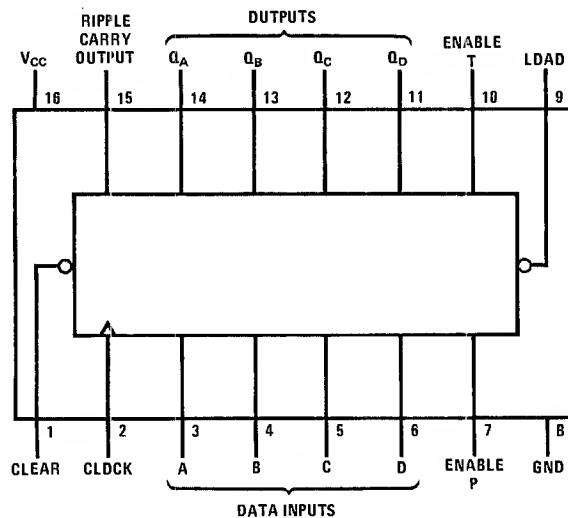 RIPPLE
CARRY
OUTPUT
DUTPUTS
VCC
QA
QB
QC
QD
ENABLE
T
LDAD
16
15
14
13
12
11
10
9
1
2
3
4
5
6
7
8
CLEAR
CLDCK
A
B
C
D
ENABLE
P
GND
DATA INPUTS